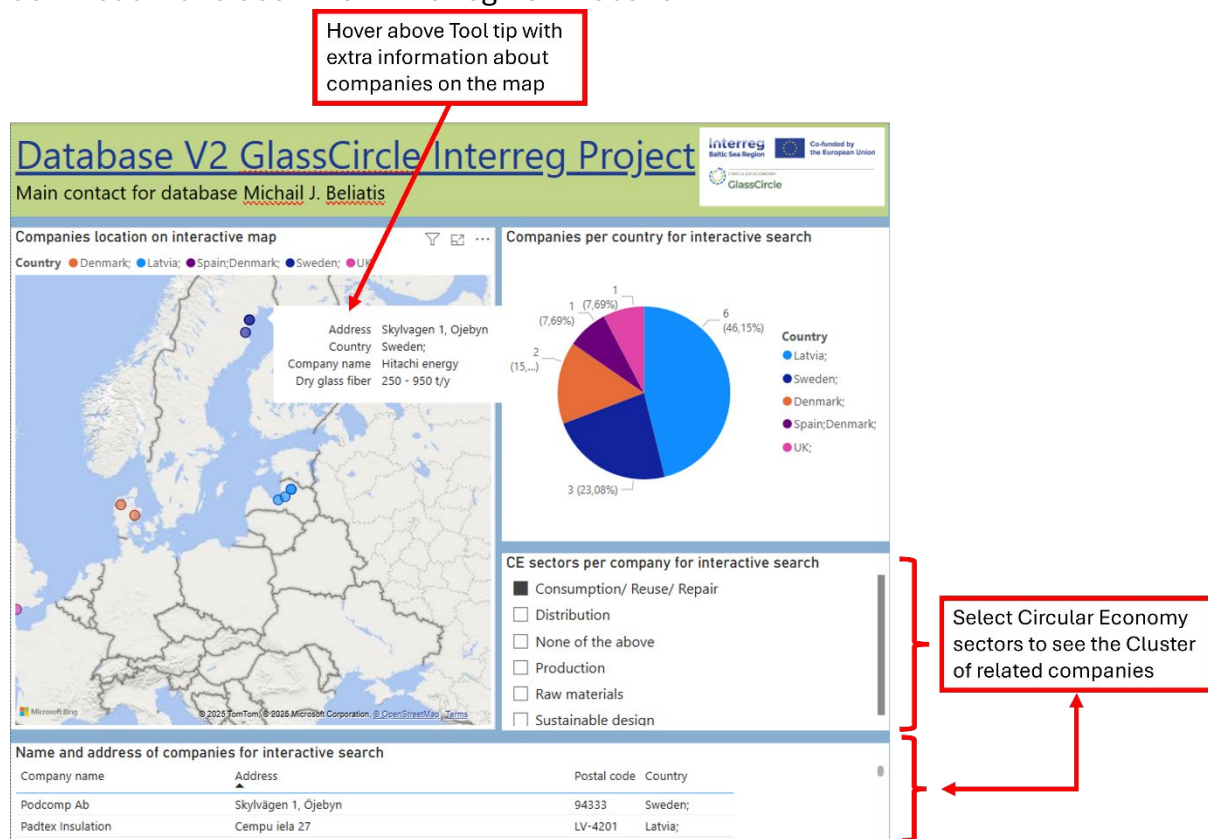 Hover above Tool tip with
extra information about
companies on the map
Database V2 GlassCircle Interreg Project
Main contact for database Michail J. Beliatis
Interreg
Baltic Sea Region
Co-funded by
the European Union
CIRCULAR ECONOMY
GlassCircle
Companies location on interactive map
Country Denmark; Latvia; Spain;Denmark; Sweden; UK;
Address Skylvagen 1, Ojebyn
Country Sweden;
Company name Hitachi energy
Dry glass fiber 250 - 950 t/y
Microsoft Bing
© 2025 TomTom, © 2025 Microsoft Corporation, © OpenStreetMap Terms
Companies per country for interactive search
1
(7,69%)
1
(7,69%)
2
(15,...)
6
(46,15%)
3 (23,08%)
Country
Latvia;
Sweden;
Denmark;
Spain;Denmark;
UK;
CE sectors per company for interactive search
Consumption/ Reuse/ Repair
Distribution
None of the above
Production
Raw materials
Sustainable design
Select Circular Economy
sectors to see the Cluster
of related companies
Name and address of companies for interactive search
Company name Address Postal code Country
Podcomp Ab Skylvägen 1, Öjebyn 94333 Sweden;
Padtex Insulation Cempu iela 27 LV-4201 Latvia;